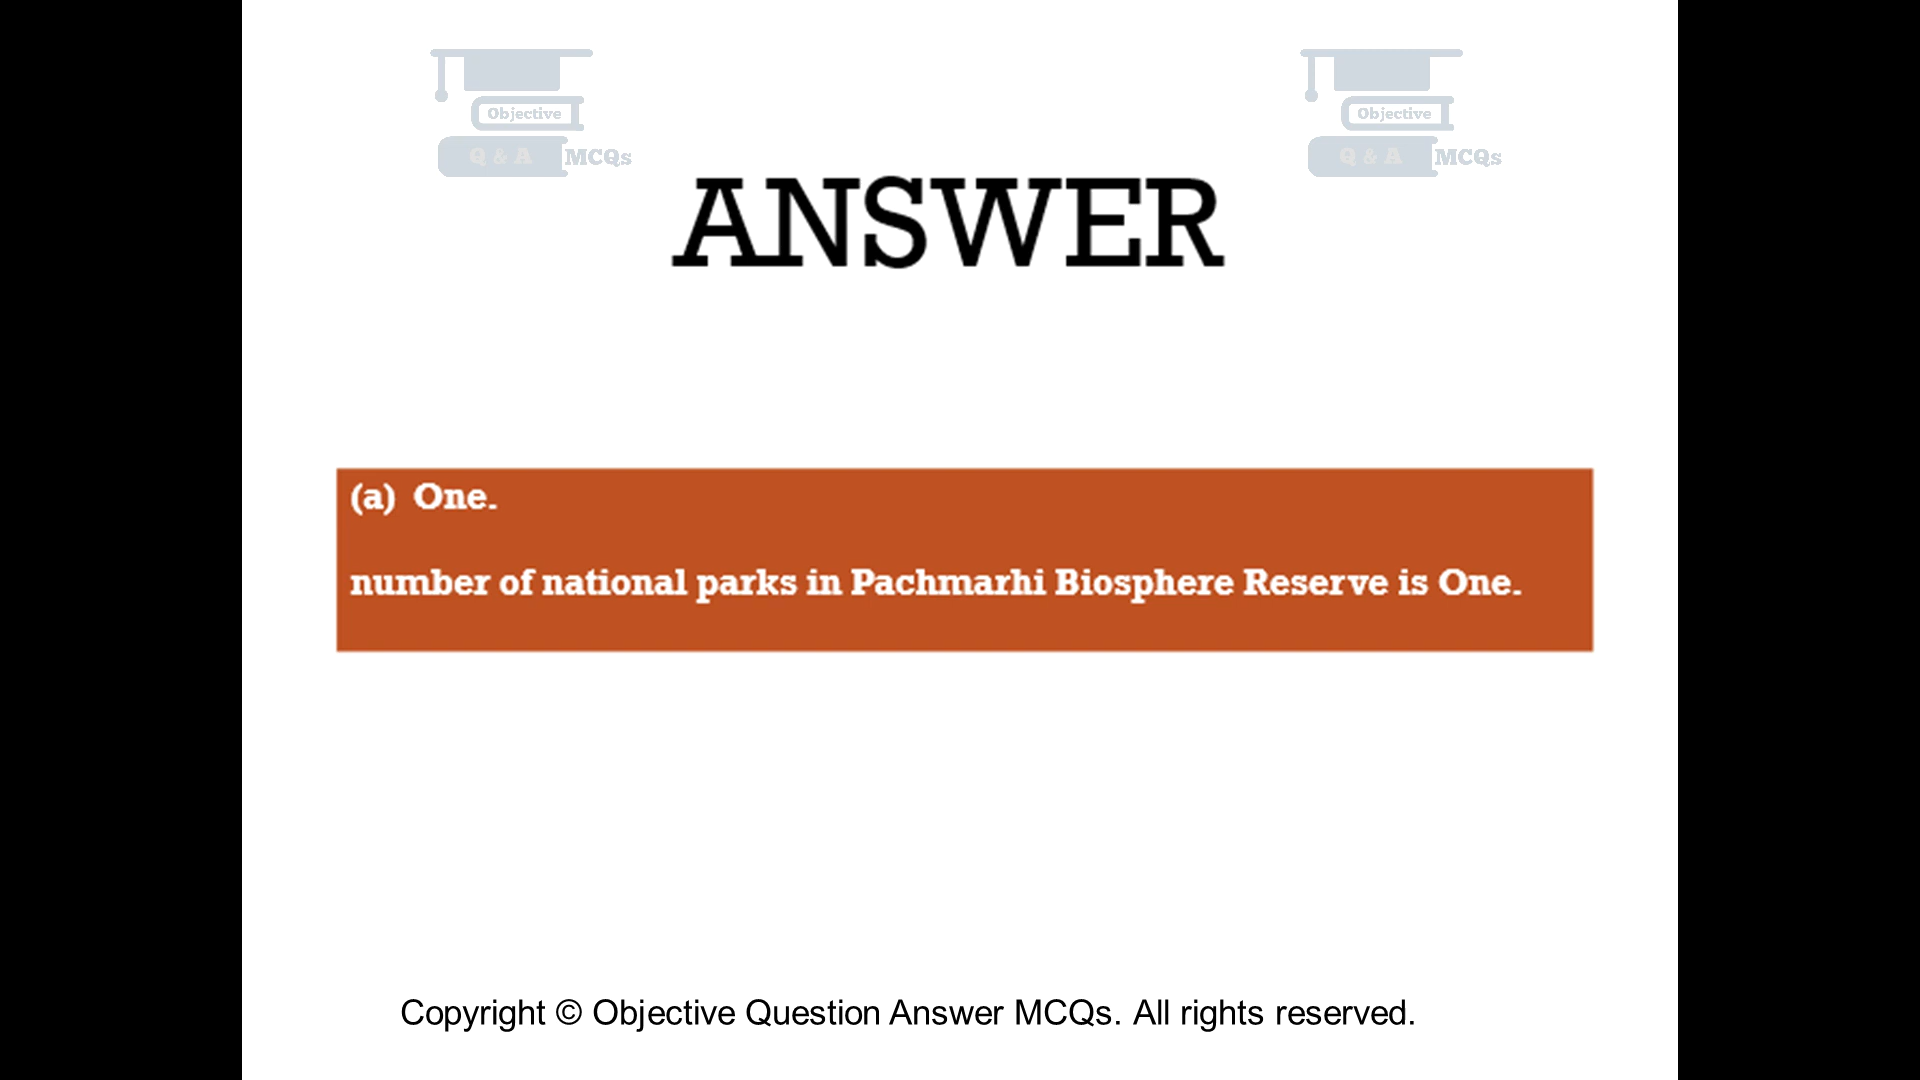 Objective
Q & A MCQs
Objective
Q & A MCQs
ANSWER
(a) One.
number of national parks in Pachmarhi Biosphere Reserve is One.
Copyright © Objective Question Answer MCQs. All rights reserved.